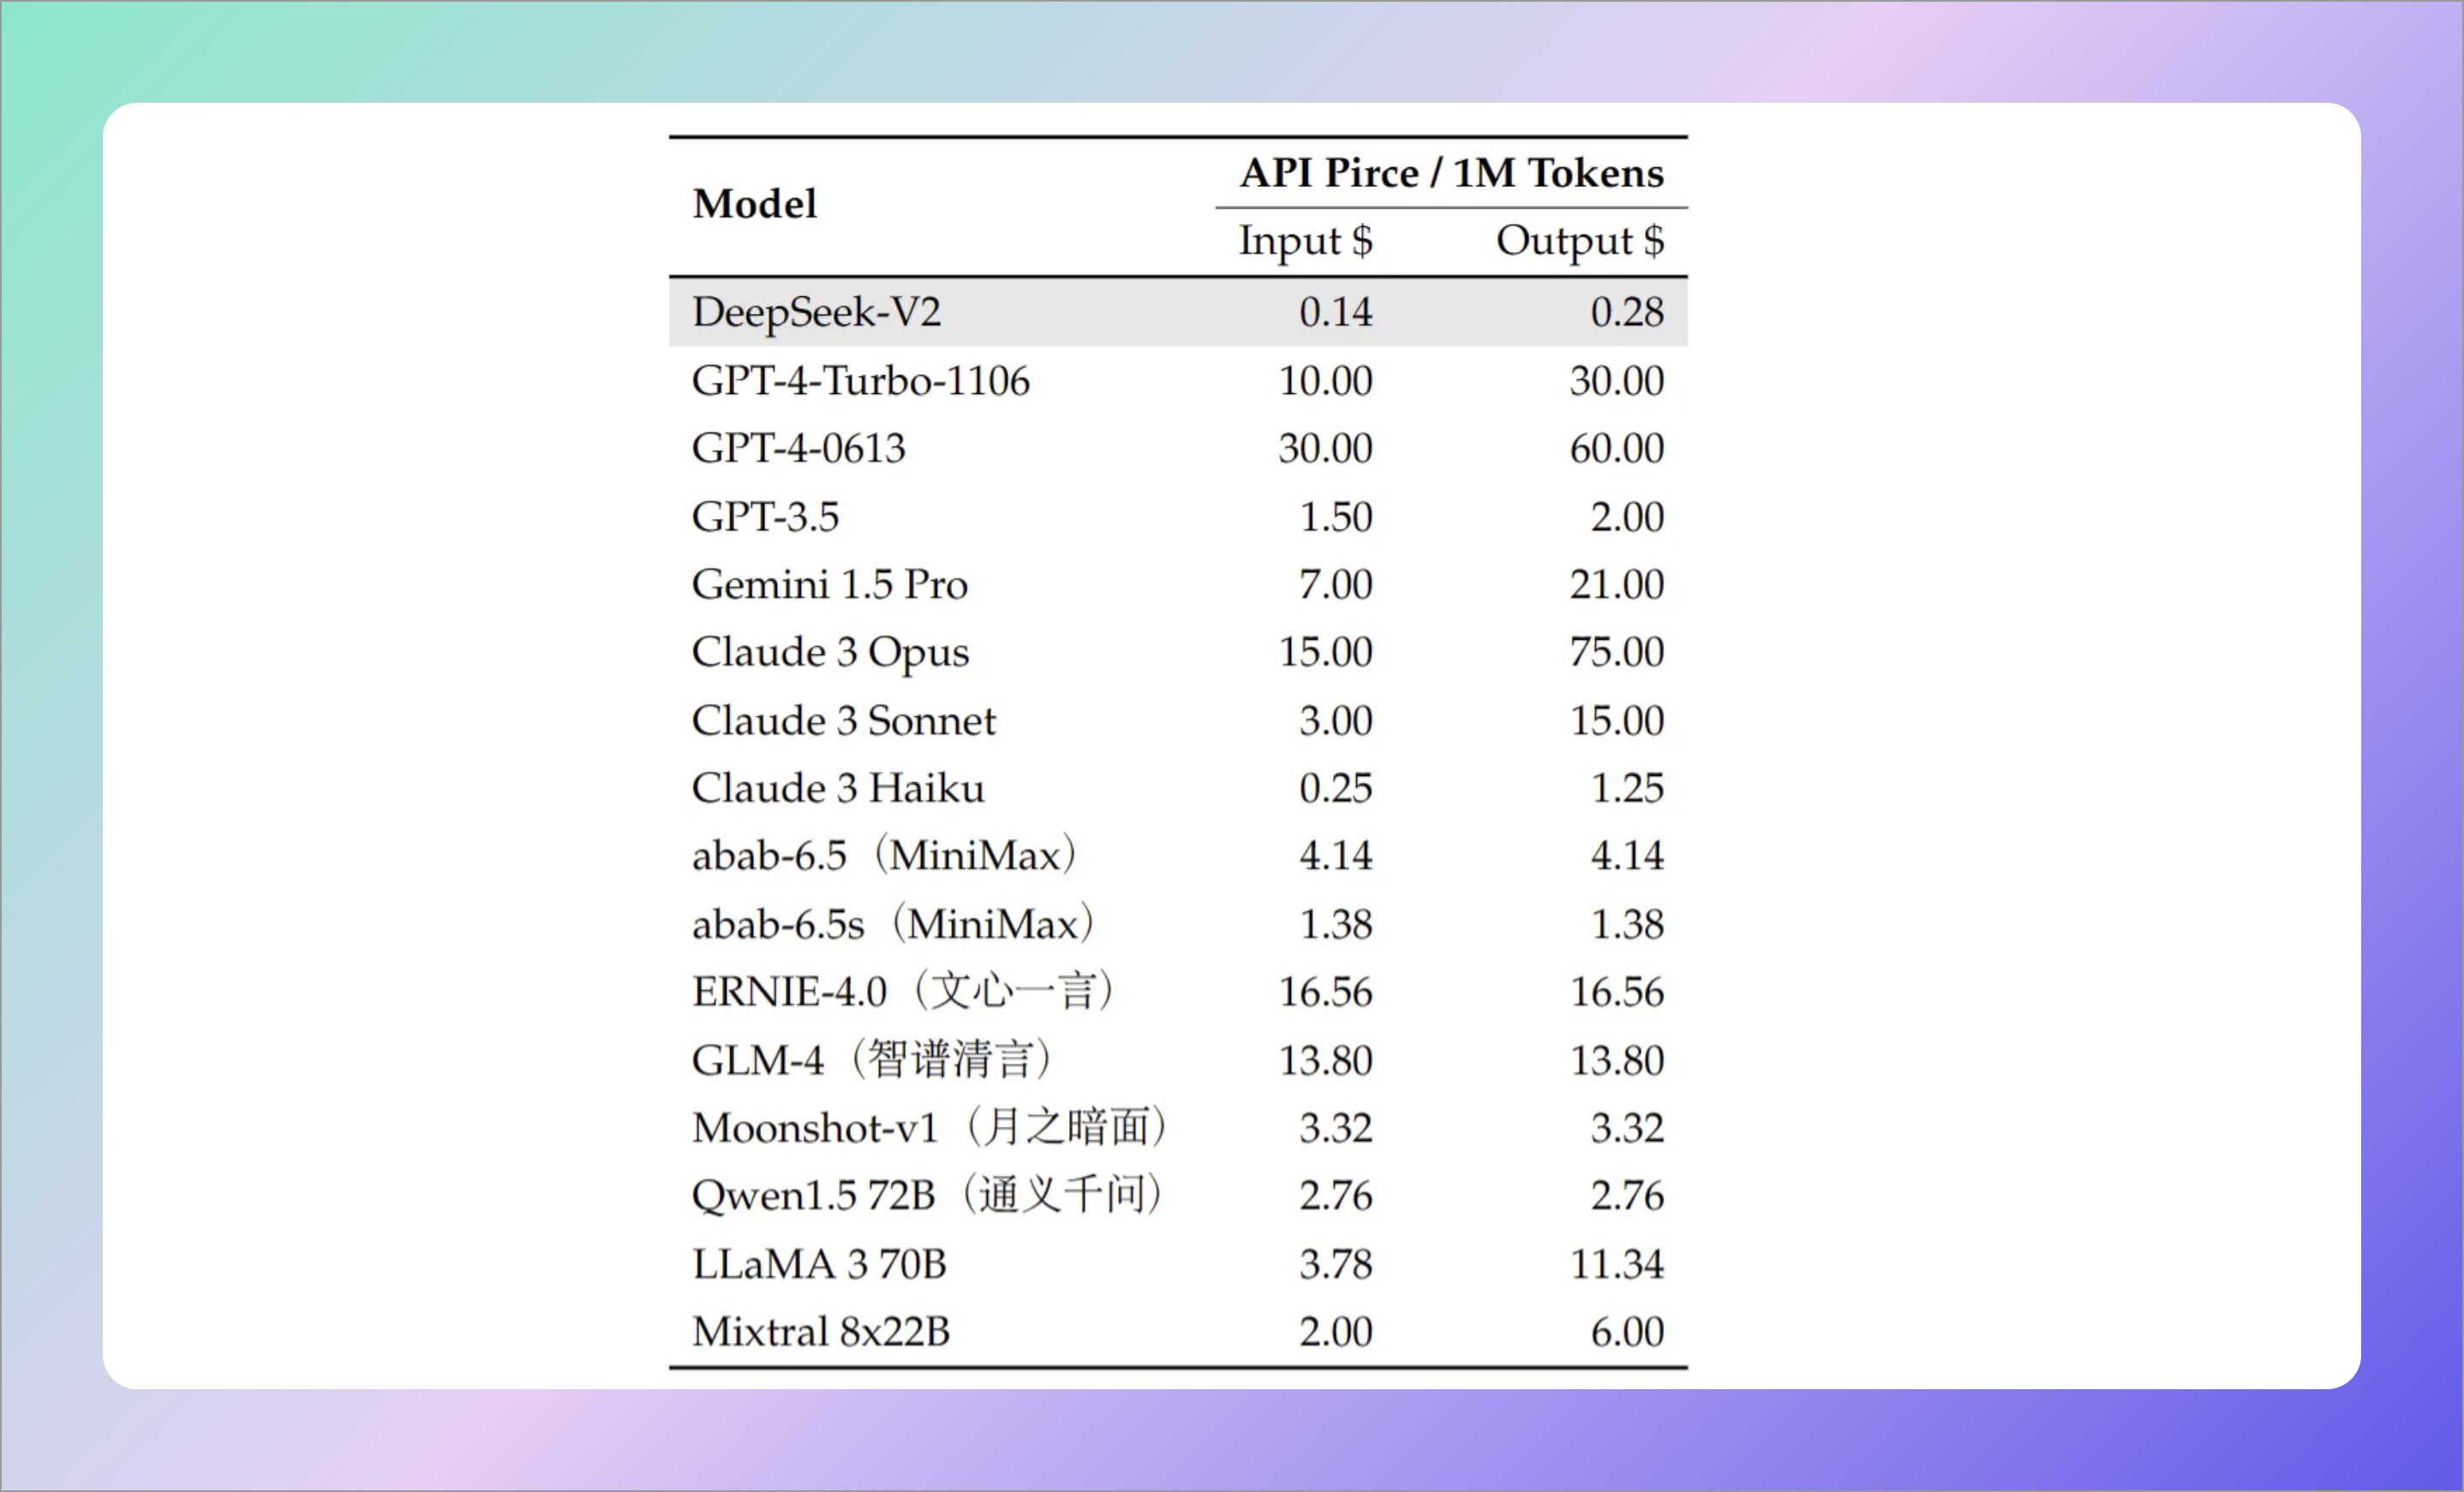 Model
API Pirce / 1M Tokens
Input $ Output $
DeepSeek-V2 0.14 0.28
GPT-4-Turbo-1106 10.00 30.00
GPT-4-0613 30.00 60.00
GPT-3.5 1.50 2.00
Gemini 1.5 Pro 7.00 21.00
Claude 3 Opus 15.00 75.00
Claude 3 Sonnet 3.00 15.00
Claude 3 Haiku 0.25 1.25
abab-6.5（MiniMax） 4.14 4.14
abab-6.5s（MiniMax） 1.38 1.38
ERNIE-4.0（文心一言） 16.56 16.56
GLM-4（智谱清言） 13.80 13.80
Moonshot-v1（月之暗面） 3.32 3.32
Qwen1.5 72B（通义千问） 2.76 2.76
LLaMA 3 70B 3.78 11.34
Mixtral 8x22B 2.00 6.00